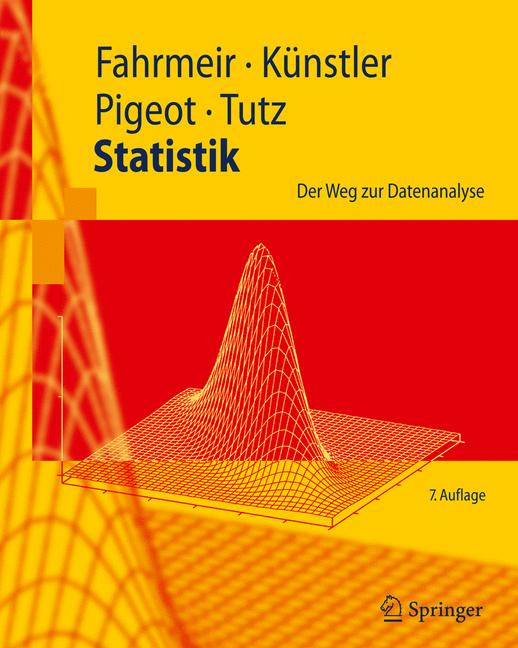 Fahrmeir · Künstler
Pigeot · Tutz
Statistik
Der Weg zur Datenanalyse
7. Auflage
Springer